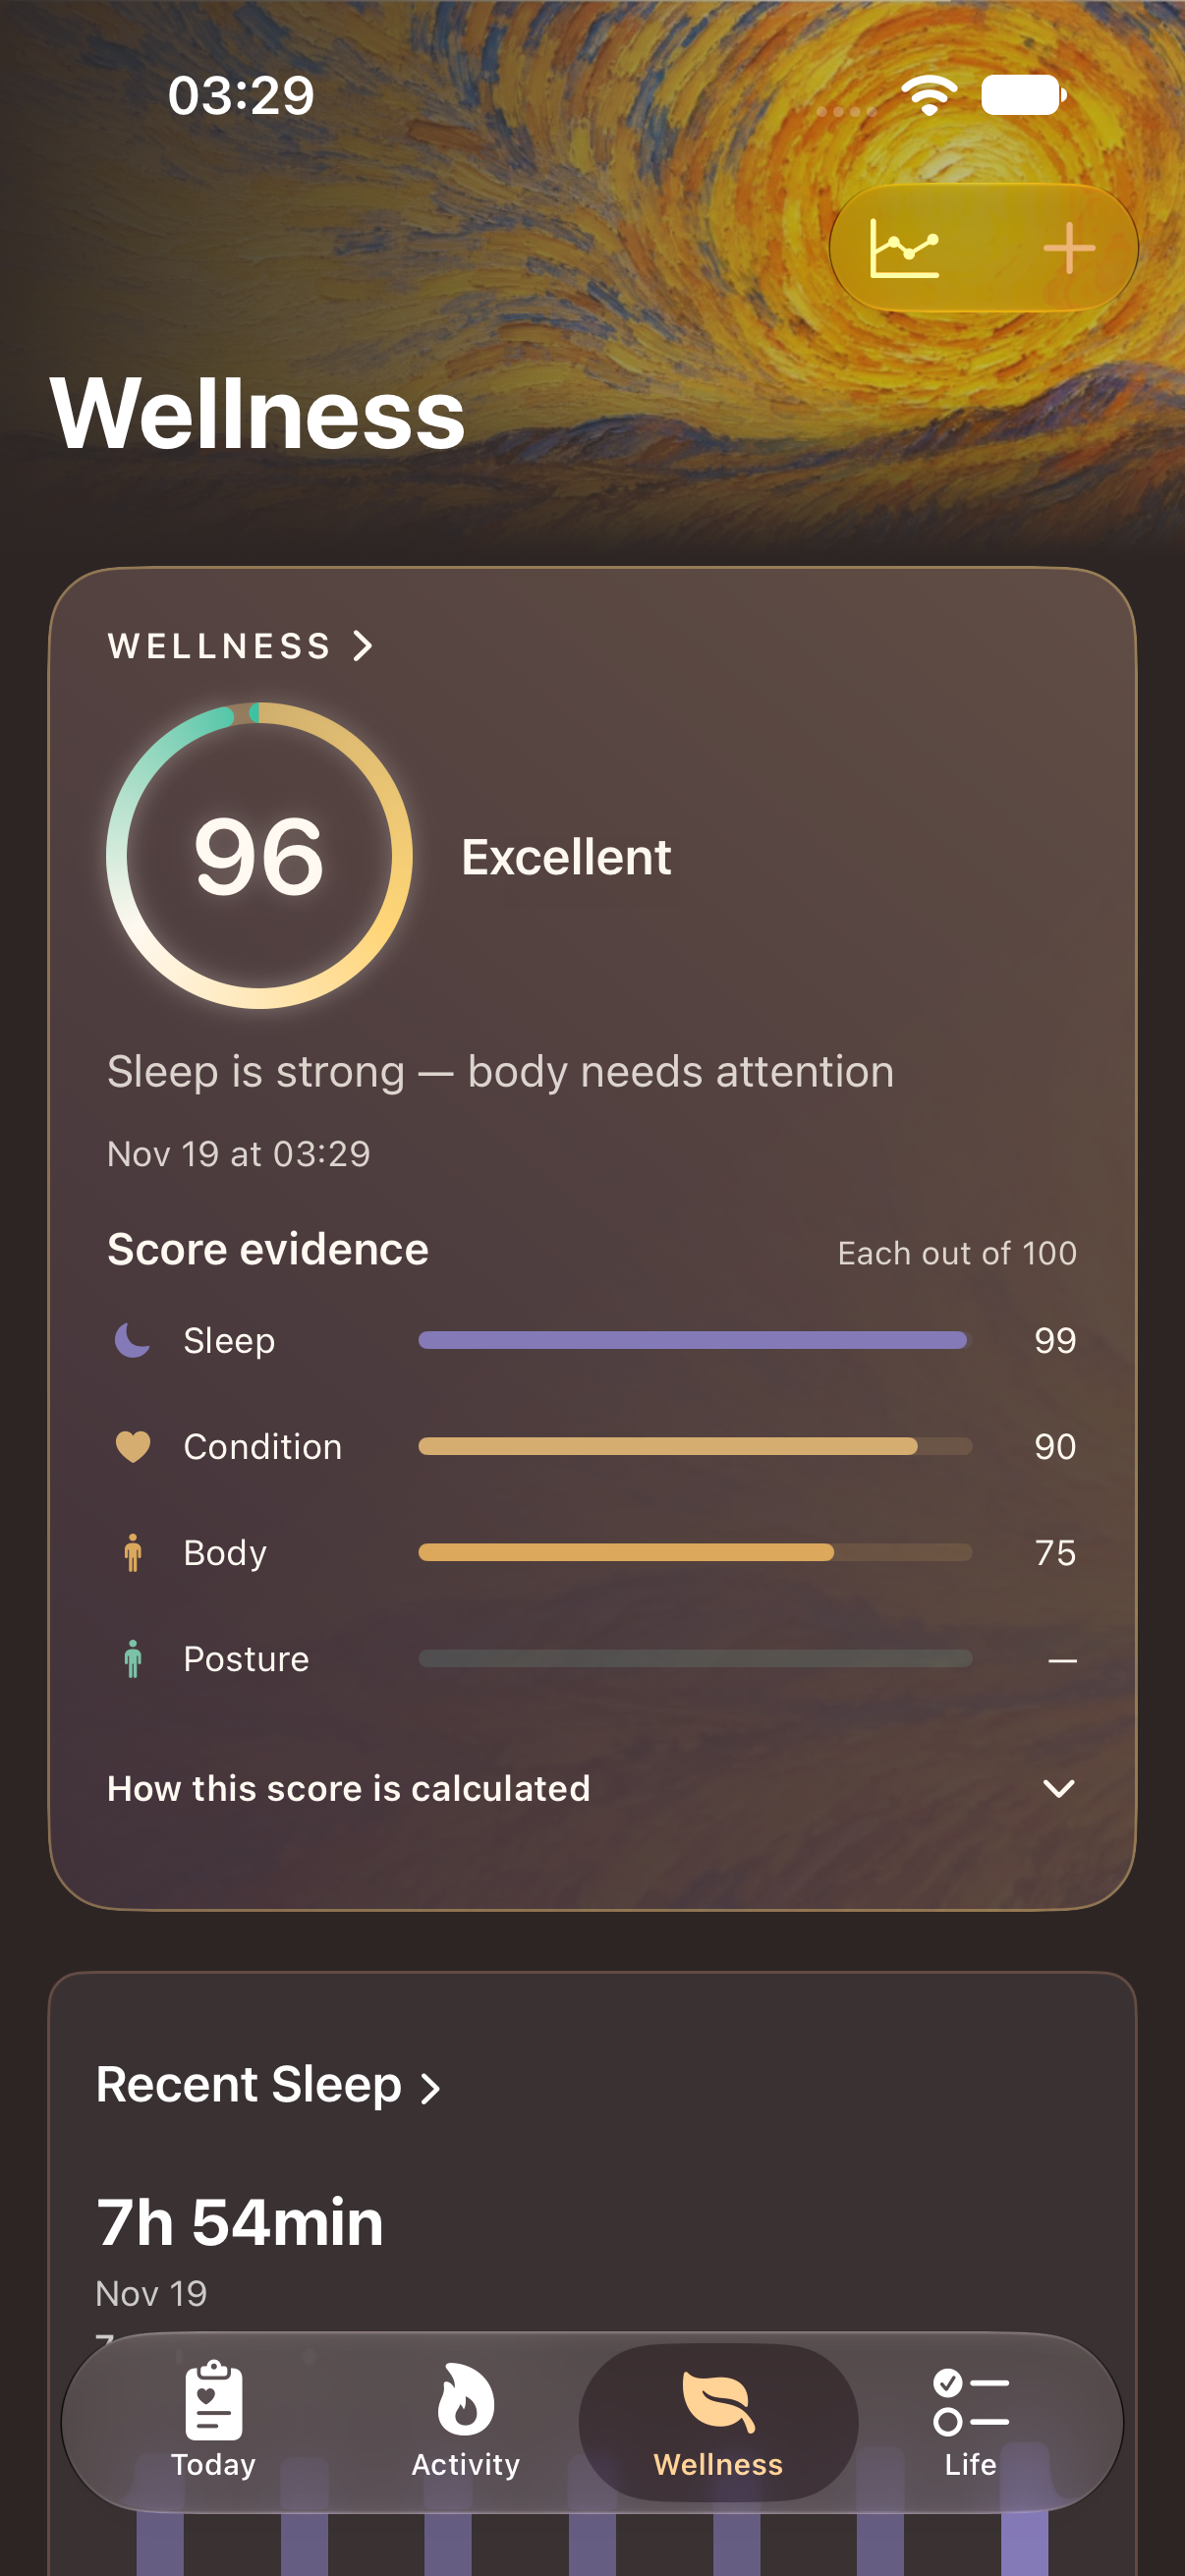 03:29
Wellness
WELLNESS
96
Excellent
Sleep is strong — body needs attention
Nov 19 at 03:29
Score evidence
Each out of 100
Sleep
99
Condition
90
Body
75
Posture
—
How this score is calculated
Recent Sleep
7h 54min
Nov 19
Today
Activity
Wellness
Life